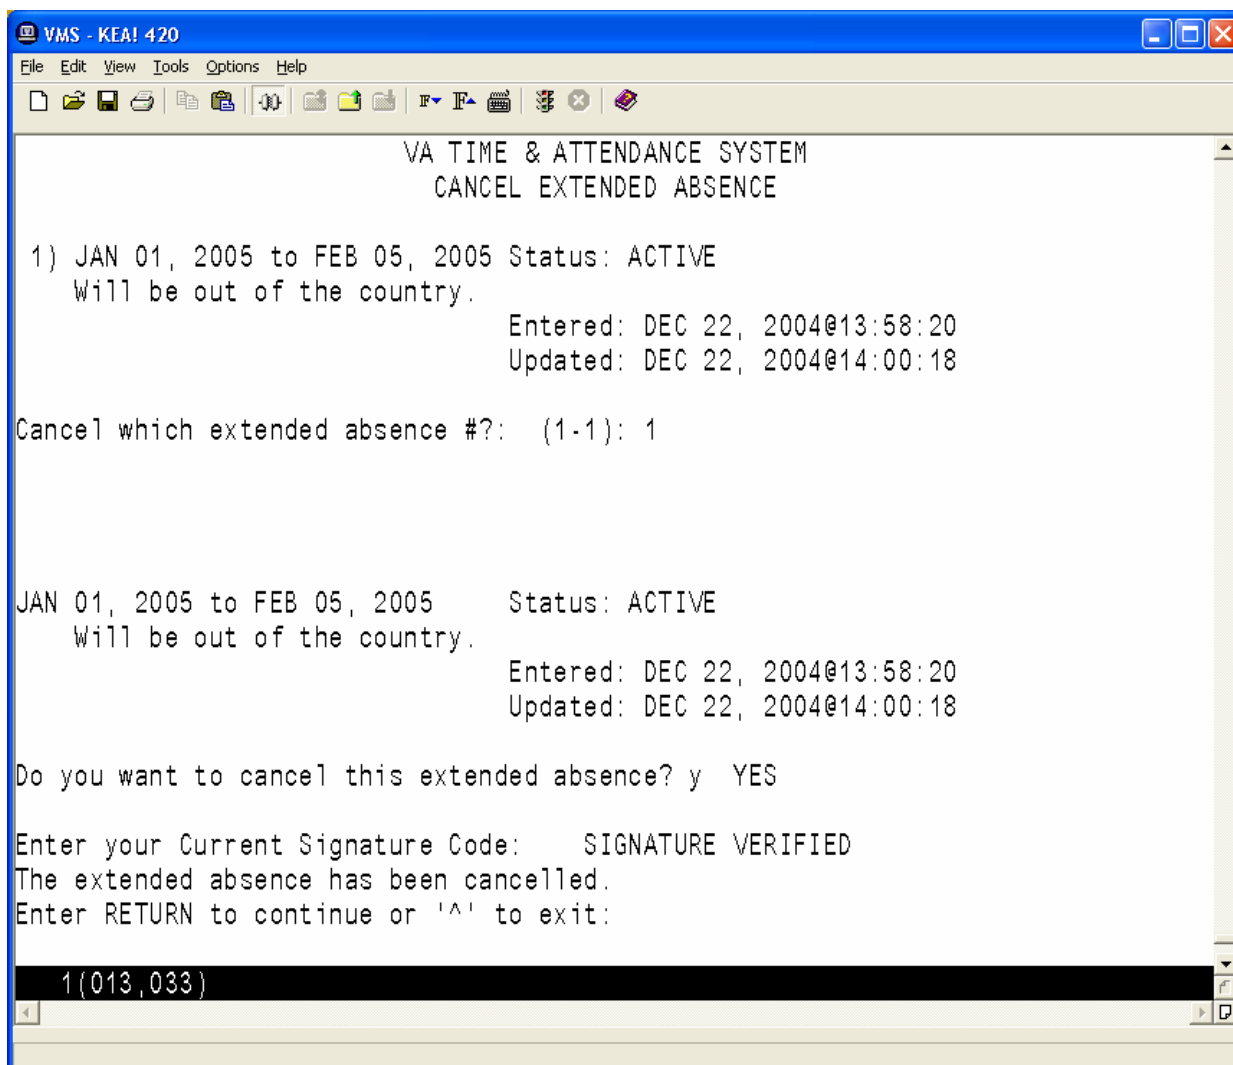 VMS - KEA! 420
File Edit View Tools Options Help
VA TIME & ATTENDANCE SYSTEM
CANCEL EXTENDED ABSENCE
1) JAN 01, 2005 to FEB 05, 2005 Status: ACTIVE
Will be out of the country.
Entered: DEC 22, 2004@13:58:20
Updated: DEC 22, 2004@14:00:18
Cancel which extended absence #?: (1-1): 1
JAN 01, 2005 to FEB 05, 2005 Status: ACTIVE
Will be out of the country.
Entered: DEC 22, 2004@13:58:20
Updated: DEC 22, 2004@14:00:18
Do you want to cancel this extended absence? y YES
Enter your Current Signature Code: SIGNATURE VERIFIED
The extended absence has been cancelled.
Enter RETURN to continue or '^' to exit:
1(013,033)